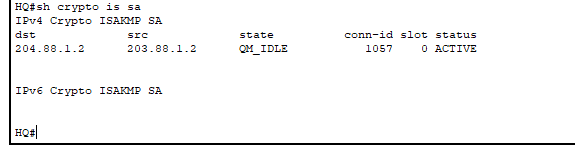 HQ#sh crypto is sa
IPv4 Crypto ISAKMP SA
dst src state conn-id slot status
204.88.1.2 203.88.1.2 QM_IDLE 1057 0 ACTIVE
IPv6 Crypto ISAKMP SA
HQ#